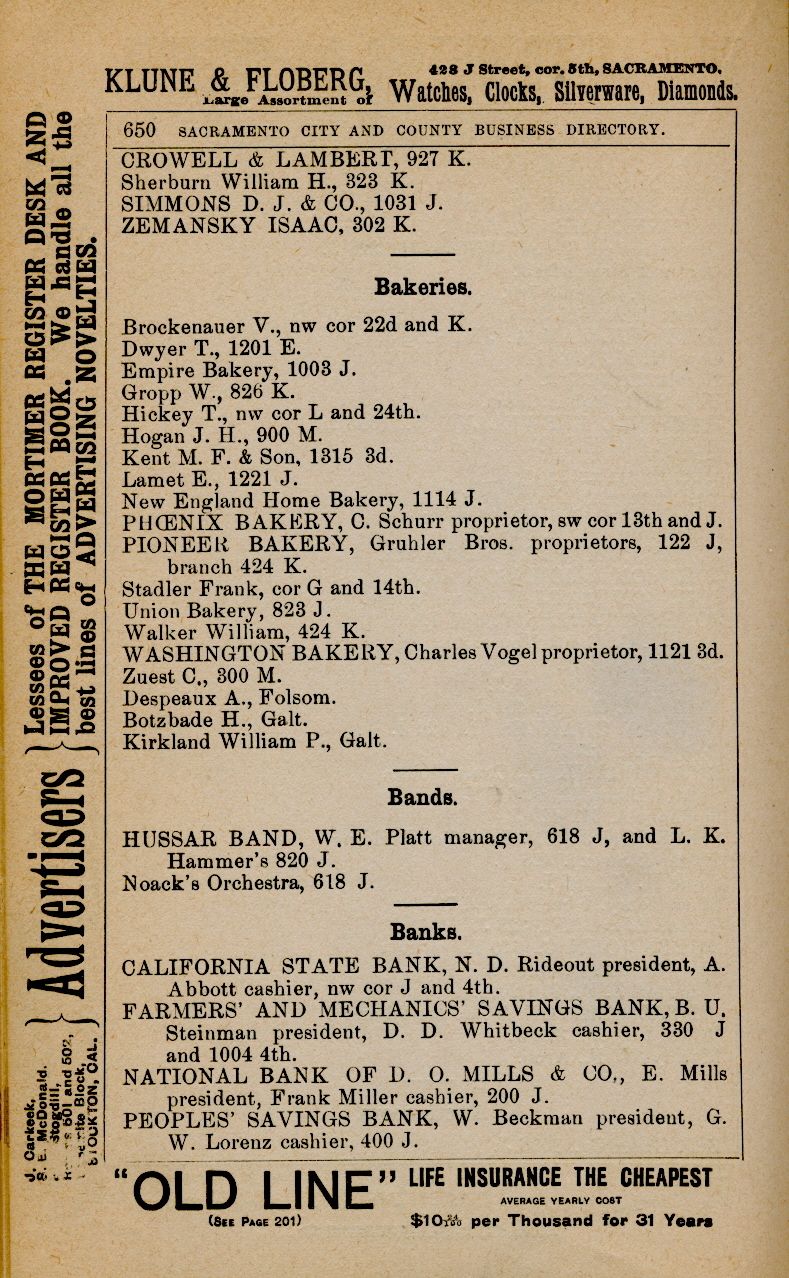 KLUNE & FLOBERG, 428 J Street, cor. 5th, SACRAMENTO.
Large Assortment of Watches, Clocks, Silverware, Diamonds.
650 SACRAMENTO CITY AND COUNTY BUSINESS DIRECTORY.
CROWELL & LAMBERT, 927 K.
Sherburn William H., 323 K.
SIMMONS D. J. & CO., 1031 J.
ZEMANSKY ISAAC, 302 K.
Bakeries.
Brockenauer V., nw cor 22d and K.
Dwyer T., 1201 E.
Empire Bakery, 1003 J.
Gropp W., 826 K.
Hickey T., nw cor L and 24th.
Hogan J. H., 900 M.
Kent M. F. & Son, 1315 3d.
Lamet E., 1221 J.
New England Home Bakery, 1114 J.
PHŒNIX BAKERY, C. Schurr proprietor, sw cor 13th and J.
PIONEER BAKERY, Gruhler Bros. proprietors, 122 J,
branch 424 K.
Stadler Frank, cor G and 14th.
Union Bakery, 823 J.
Walker William, 424 K.
WASHINGTON BAKERY, Charles Vogel proprietor, 1121 3d.
Zuest C., 300 M.
Despeaux A., Folsom.
Botzbade H., Galt.
Kirkland William P., Galt.
Bands.
HUSSAR BAND, W. E. Platt manager, 618 J, and L. K.
Hammer's 820 J.
Noack's Orchestra, 618 J.
Banks.
CALIFORNIA STATE BANK, N. D. Rideout president, A.
Abbott cashier, nw cor J and 4th.
FARMERS' AND MECHANICS' SAVINGS BANK, B. U.
Steinman president, D. D. Whitbeck cashier, 330 J
and 1004 4th.
NATIONAL BANK OF D. O. MILLS & CO., E. Mills
president, Frank Miller cashier, 200 J.
PEOPLES' SAVINGS BANK, W. Beckman president, G.
W. Lorenz cashier, 400 J.
"OLD LINE" LIFE INSURANCE THE CHEAPEST
AVERAGE YEARLY COST
(SEE PAGE 201) per Thousand for 31 Years
J. Carkeek,
McDonald,
Stogdill,
501 and 502,
Block,
STOCKTON, CAL.
Advertisers
Lessees of THE MORTIMER REGISTER DESK AND
IMPROVED REGISTER BOOK. We handle all the
best lines of ADVERTISING NOVELTIES.